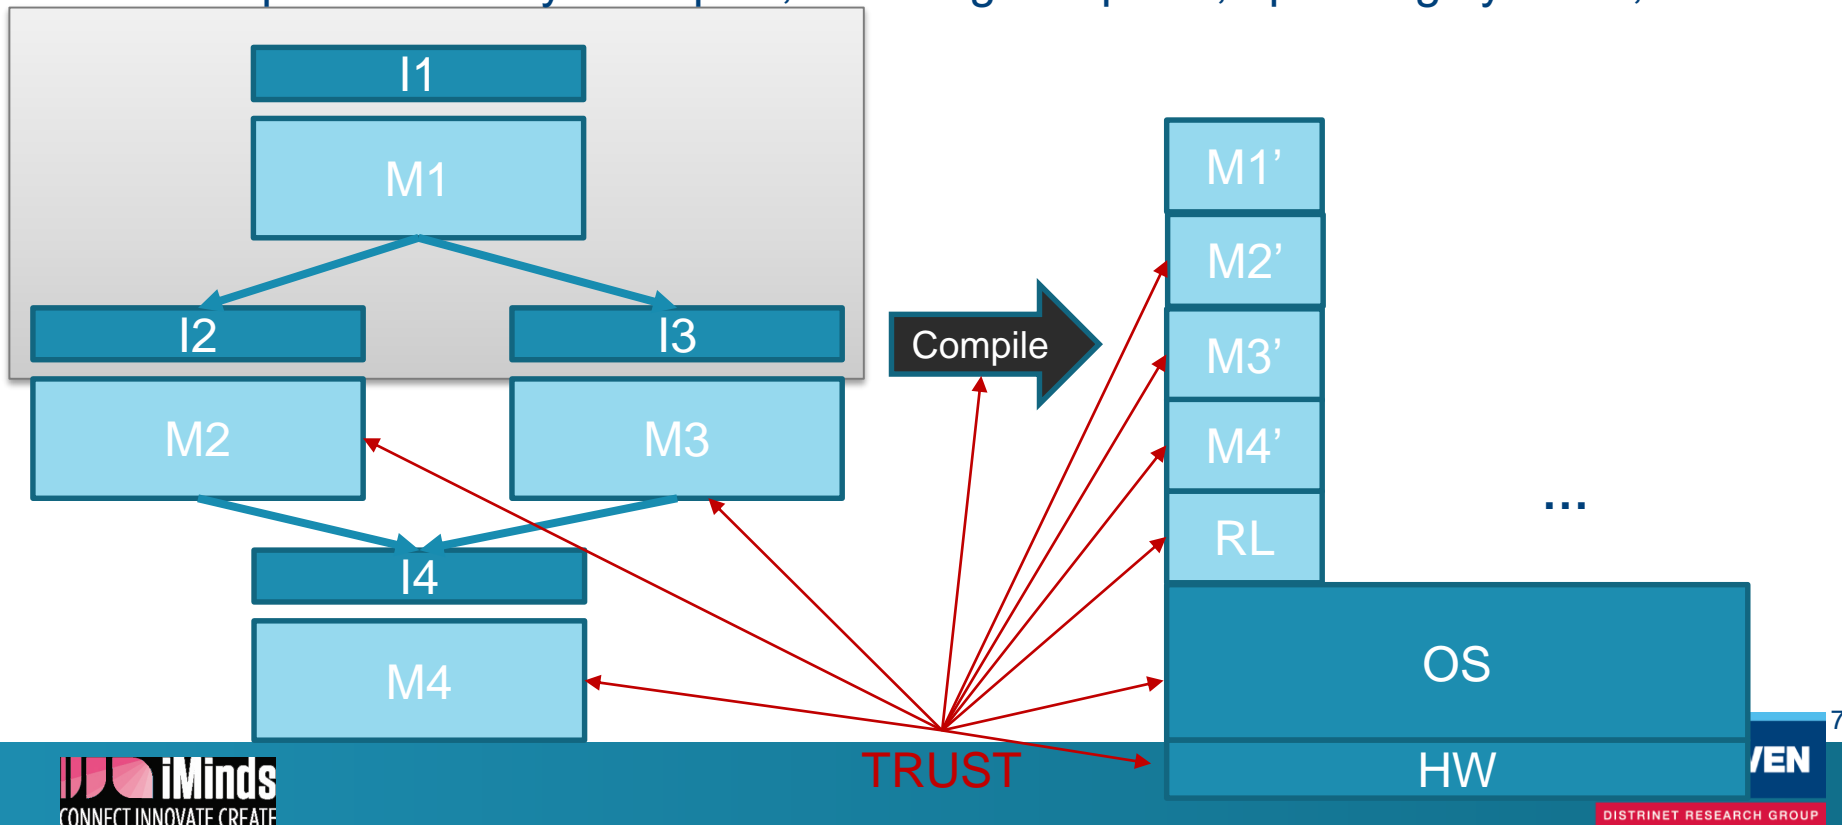 I1
M1
I2
I3
M2
M3
I4
M4
Compile
M1’
M2’
M3’
M4’
RL
...
OS
HW
TRUST
7
iMinds
CONNECT.INNOVATE.CREATE
DISTRINET RESEARCH GROUP